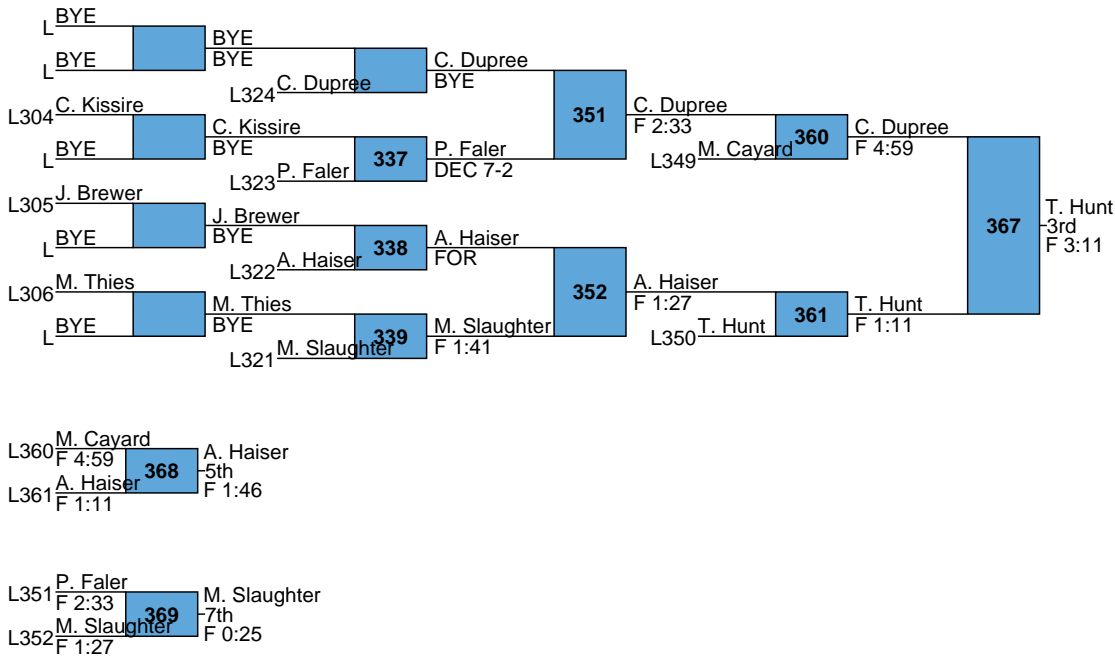 L BYE
L BYE
BYE
BYE
L324 C. Dupree
C. Dupree
BYE
L304 C. Kissire
L BYE
C. Kissire
BYE
L323 P. Faler
337
P. Faler
DEC 7-2
351
C. Dupree
F 2:33
L349 M. Cayard
360
C. Dupree
F 4:59
L305 J. Brewer
L BYE
J. Brewer
BYE
L322 A. Haiser
338
A. Haiser
FOR
L306 M. Thies
L BYE
M. Thies
BYE
L321 M. Slaughter
339
M. Slaughter
F 1:41
352
A. Haiser
F 1:27
L350 T. Hunt
361
T. Hunt
F 1:11
367
T. Hunt
3rd
F 3:11
L360 M. Cayard
F 4:59
L361 A. Haiser
F 1:11
368
A. Haiser
5th
F 1:46
L351 P. Faler
F 2:33
L352 M. Slaughter
F 1:27
369
M. Slaughter
7th
F 0:25